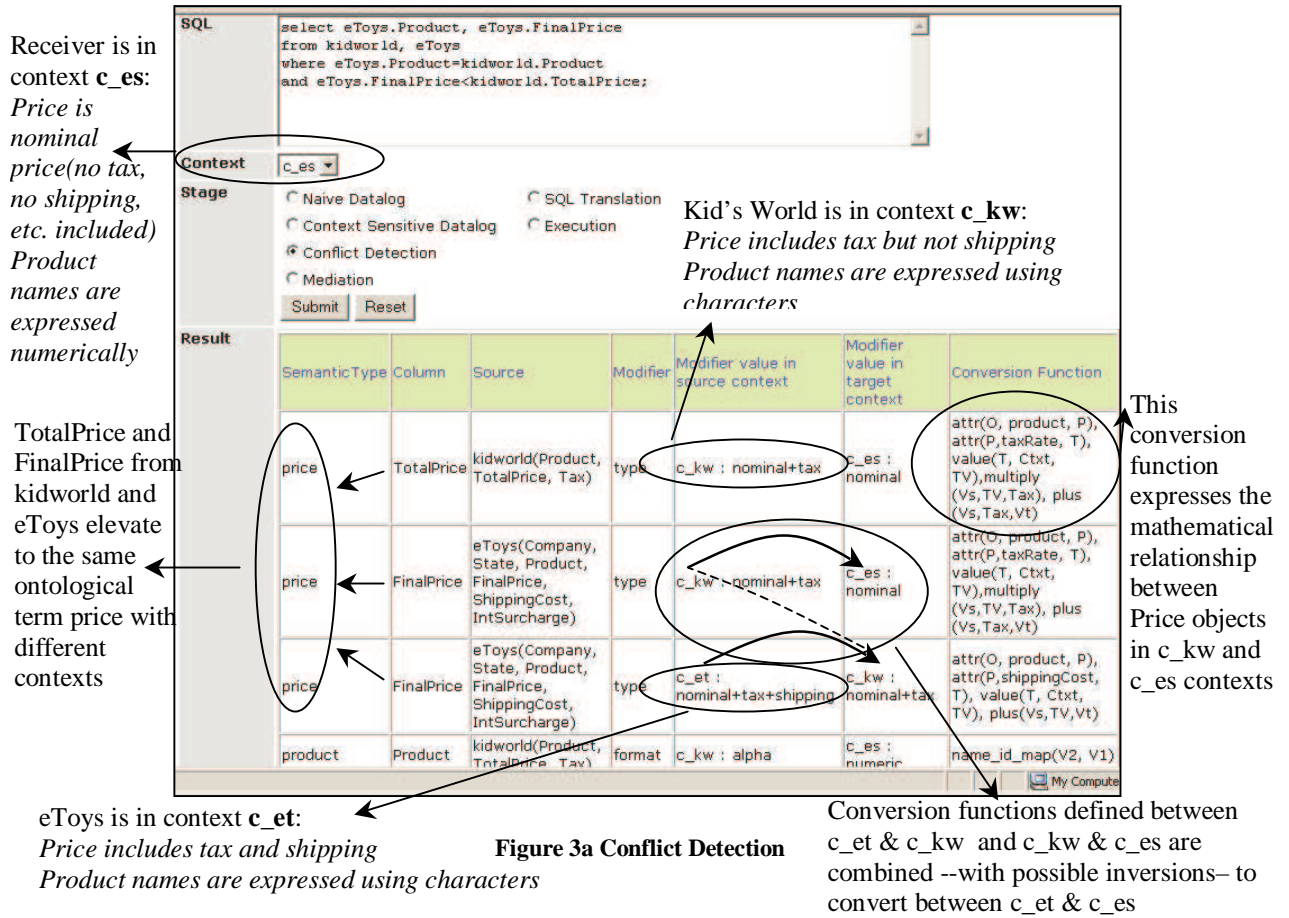 SQL
select eToys.Product, eToys.FinalPrice
from kidworld, eToys
where eToys.Product=kidworld.Product
and eToys.FinalPrice<kidworld.TotalPrice;
Receiver is in
context c_es:
Price is
nominal
price(no tax,
no shipping,
etc. included)
Product
names are
expressed
numerically
Context
c_es
Stage
Naive Datalog
SQL Translation
Context Sensitive Datalog
Execution
Conflict Detection
Mediation
Submit Reset
Kid's World is in context c_kw:
Price includes tax but not shipping
Product names are expressed using
characters
Result
SemanticType
Column
Source
Modifier
Modifier value in
source context
Modifier
value in
target
context
Conversion Function
price
TotalPrice
kidworld(Product,
TotalPrice, Tax)
type
c_kw : nominal+tax
c_es :
nominal
attr(O, product, P),
attr(P,taxRate, T),
value(T, Ctxt,
TV),multiply
(Vs,TV,Tax), plus
(Vs,Tax,Vt)
price
FinalPrice
eToys(Company,
State, Product,
FinalPrice,
ShippingCost,
IntSurcharge)
type
c_kw : nominal+tax
c_es :
nominal
attr(O, product, P),
attr(P,taxRate, T),
value(T, Ctxt,
TV),multiply
(Vs,TV,Tax), plus
(Vs,Tax,Vt)
price
FinalPrice
eToys(Company,
State, Product,
FinalPrice,
ShippingCost,
IntSurcharge)
type
c_et :
nominal+tax+shipping
c_kw :
nominal+tax
attr(O, product, P),
attr(P,shippingCost,
T), value(T, Ctxt,
TV), plus(Vs,TV,Vt)
product
Product
kidworld(Product,
TotalPrice, Tax)
format
c_kw : alpha
c_es :
numeric
name_id_map(V2, V1)
My Compute
TotalPrice and
FinalPrice from
kidworld and
eToys elevate
to the same
ontological
term price with
different
contexts
This
conversion
function
expresses the
mathematical
relationship
between
Price objects
in c_kw and
c_es contexts
eToys is in context c_et:
Price includes tax and shipping
Product names are expressed using characters
Figure 3a Conflict Detection
Conversion functions defined between
c_et & c_kw and c_kw & c_es are
combined --with possible inversions– to
convert between c_et & c_es